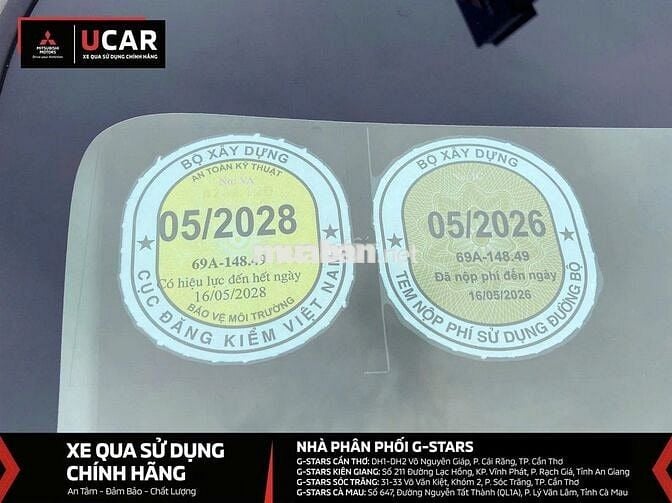 MITSUBISHI
MOTORS
Drive your Ambition
UCAR
XE QUA SỬ DỤNG CHÍNH HÃNG
BỘ XÂY DỰNG
AN TOÀN KỸ THUẬT
05/2028
69A-148.49
Có hiệu lực đến hết ngày
16/05/2028
BẢO VỆ MÔI TRƯỜNG
CỤC ĐĂNG KIỂM VIỆT NAM
BỘ XÂY DỰNG
05/2026
69A-148.49
Đã nộp phí đến ngày
16/05/2026
TEM NỘP PHÍ SỬ DỤNG ĐƯỜNG BỘ
muaban.net
XE QUA SỬ DỤNG
CHÍNH HÃNG
An Tâm - Đảm Bảo - Chất Lượng
NHÀ PHÂN PHỐI G-STARS
G-STARS CẦN THƠ: DH1-DH2 Võ Nguyên Giáp, P. Cái Răng, TP. Cần Thơ
G-STARS KIÊN GIANG: Số 211 Đường Lạc Hồng, KP. Vĩnh Phát, P. Rạch Giá, Tỉnh An Giang
G-STARS SÓC TRĂNG: 31-33 Võ Văn Kiệt, Khóm 2, P. Sóc Trăng, TP. Cần Thơ
G-STARS CÀ MAU: Số 647, Đường Nguyễn Tất Thành (QL1A), P. Lý Văn Lâm, Tỉnh Cà Mau